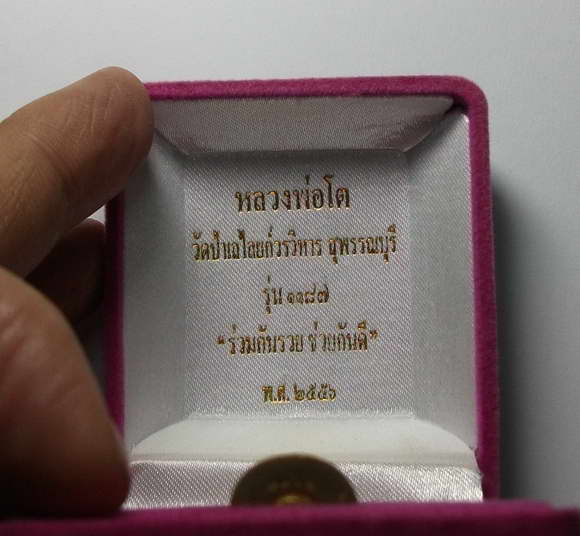 หลวงพ่อโต
วัดป่าเลไลยก์วรวิหาร สุพรรณบุรี
รุ่น ๑๑๘๗
“ร่วมกันรวย ช่วยกันดี”
พ.ศ. ๒๕๕๖